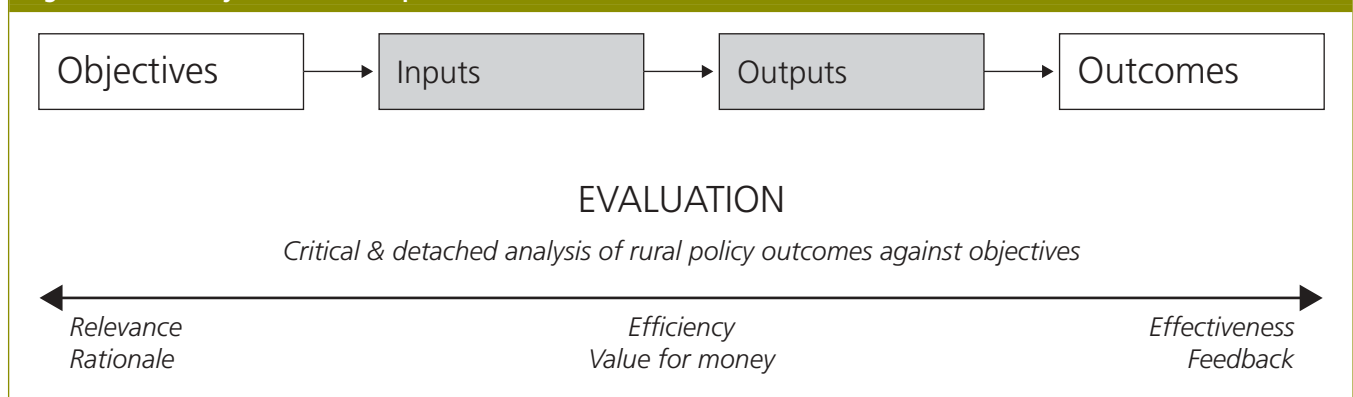 Objectives Inputs Outputs Outcomes
EVALUATION
Critical & detached analysis of rural policy outcomes against objectives
Relevance Efficiency Effectiveness
Rationale Value for money Feedback